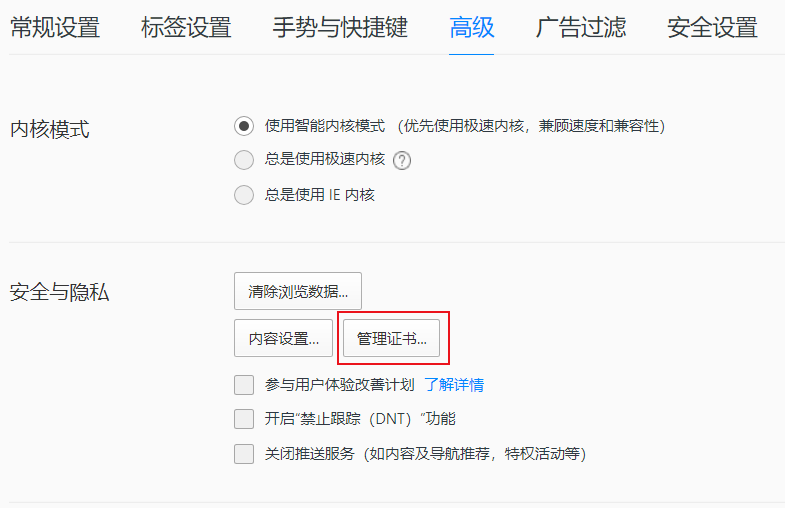 常规设置 标签设置 手势与快捷键 高级 广告过滤 安全设置
内核模式 使用智能内核模式 (优先使用极速内核，兼顾速度和兼容性)
总是使用极速内核 ?
总是使用 IE 内核
安全与隐私 清除浏览数据...
内容设置... 管理证书...
参与用户体验改善计划 了解详情
开启“禁止跟踪（DNT）”功能
关闭推送服务（如内容及导航推荐，特权活动等）